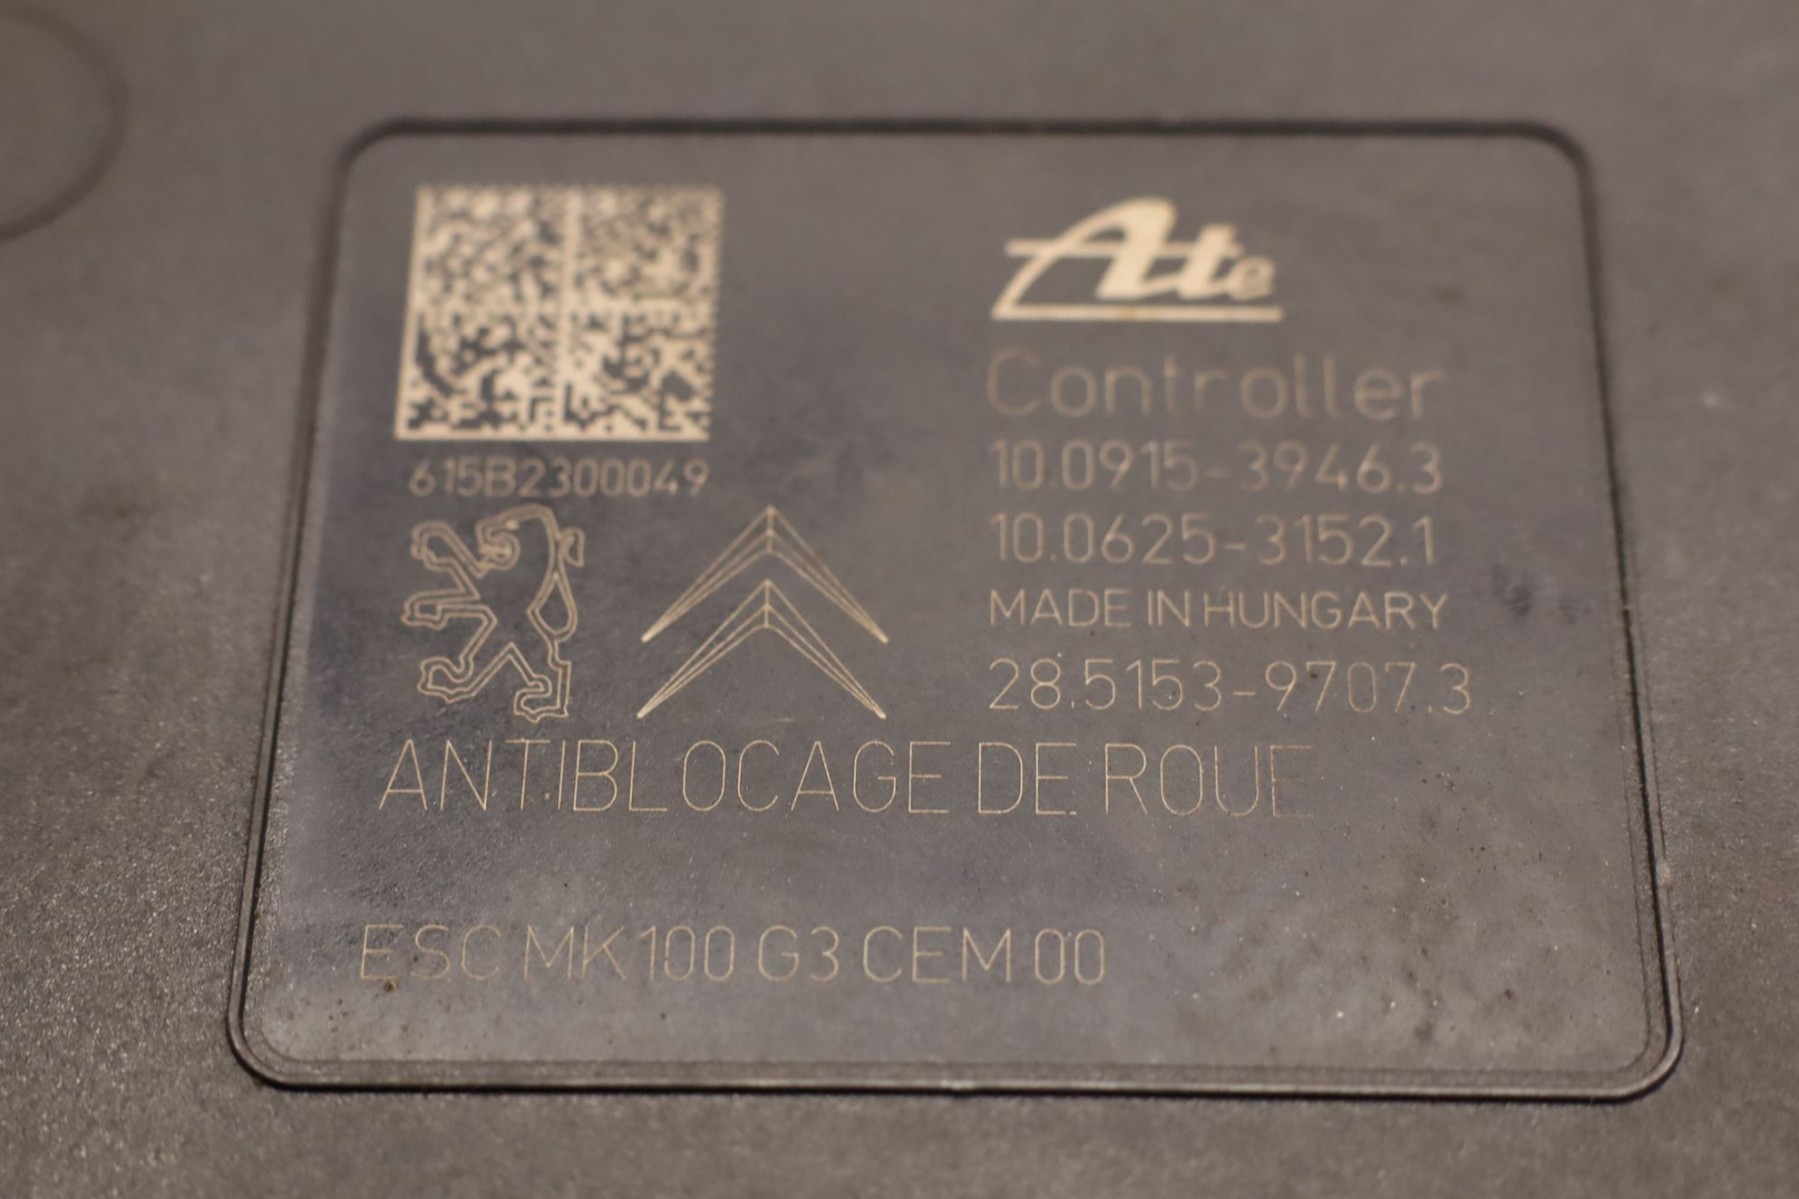 Ate
Controller
10.0915-3946.3
10.0625-3152.1
MADE IN HUNGARY
28.5153-9707.3
615B2300049
ANTIBLOCAGE DE ROUE
ESC MK100 G3 CEM 00